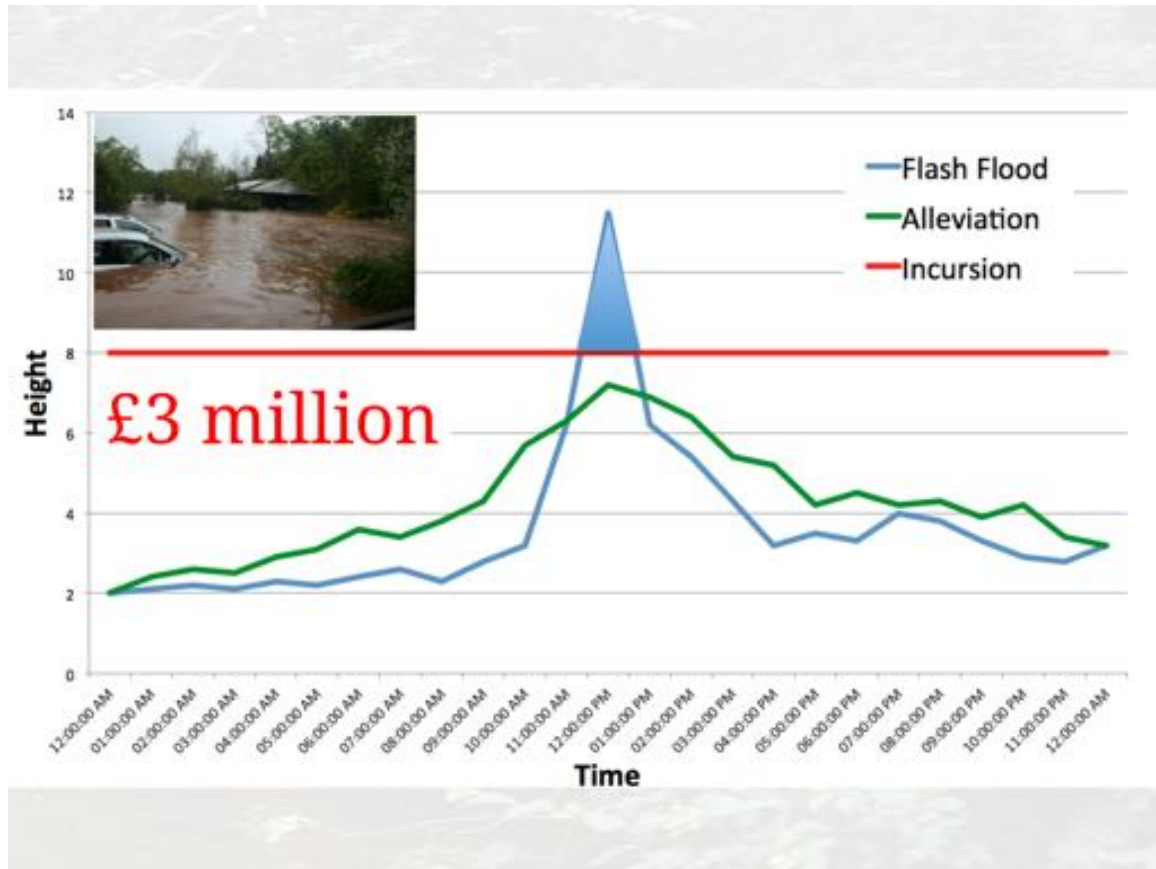 14
12
10
8
6
4
2
0
Height
£3 million
Flash Flood
Alleviation
Incursion
12:00:00 AM
01:00:00 AM
02:00:00 AM
03:00:00 AM
04:00:00 AM
05:00:00 AM
06:00:00 AM
07:00:00 AM
08:00:00 AM
09:00:00 AM
10:00:00 AM
11:00:00 AM
12:00:00 PM
01:00:00 PM
02:00:00 PM
03:00:00 PM
04:00:00 PM
05:00:00 PM
06:00:00 PM
07:00:00 PM
08:00:00 PM
09:00:00 PM
10:00:00 PM
11:00:00 PM
12:00:00 AM
Time